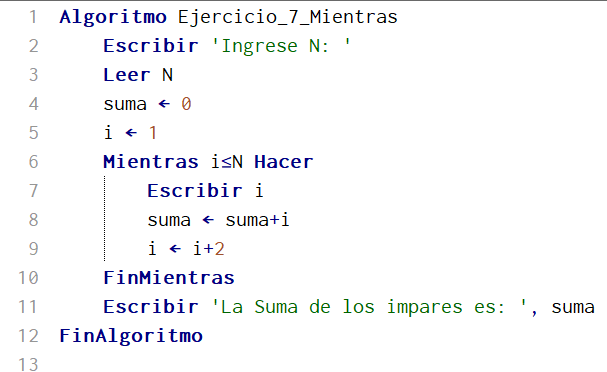 1 Algoritmo Ejercicio_7_Mientras
2 Escribir 'Ingrese N: '
3 Leer N
4 suma ← 0
5 i ← 1
6 Mientras i≤N Hacer
7 Escribir i
8 suma ← suma+i
9 i ← i+2
10 FinMientras
11 Escribir 'La Suma de los impares es: ', suma
12 FinAlgoritmo
13